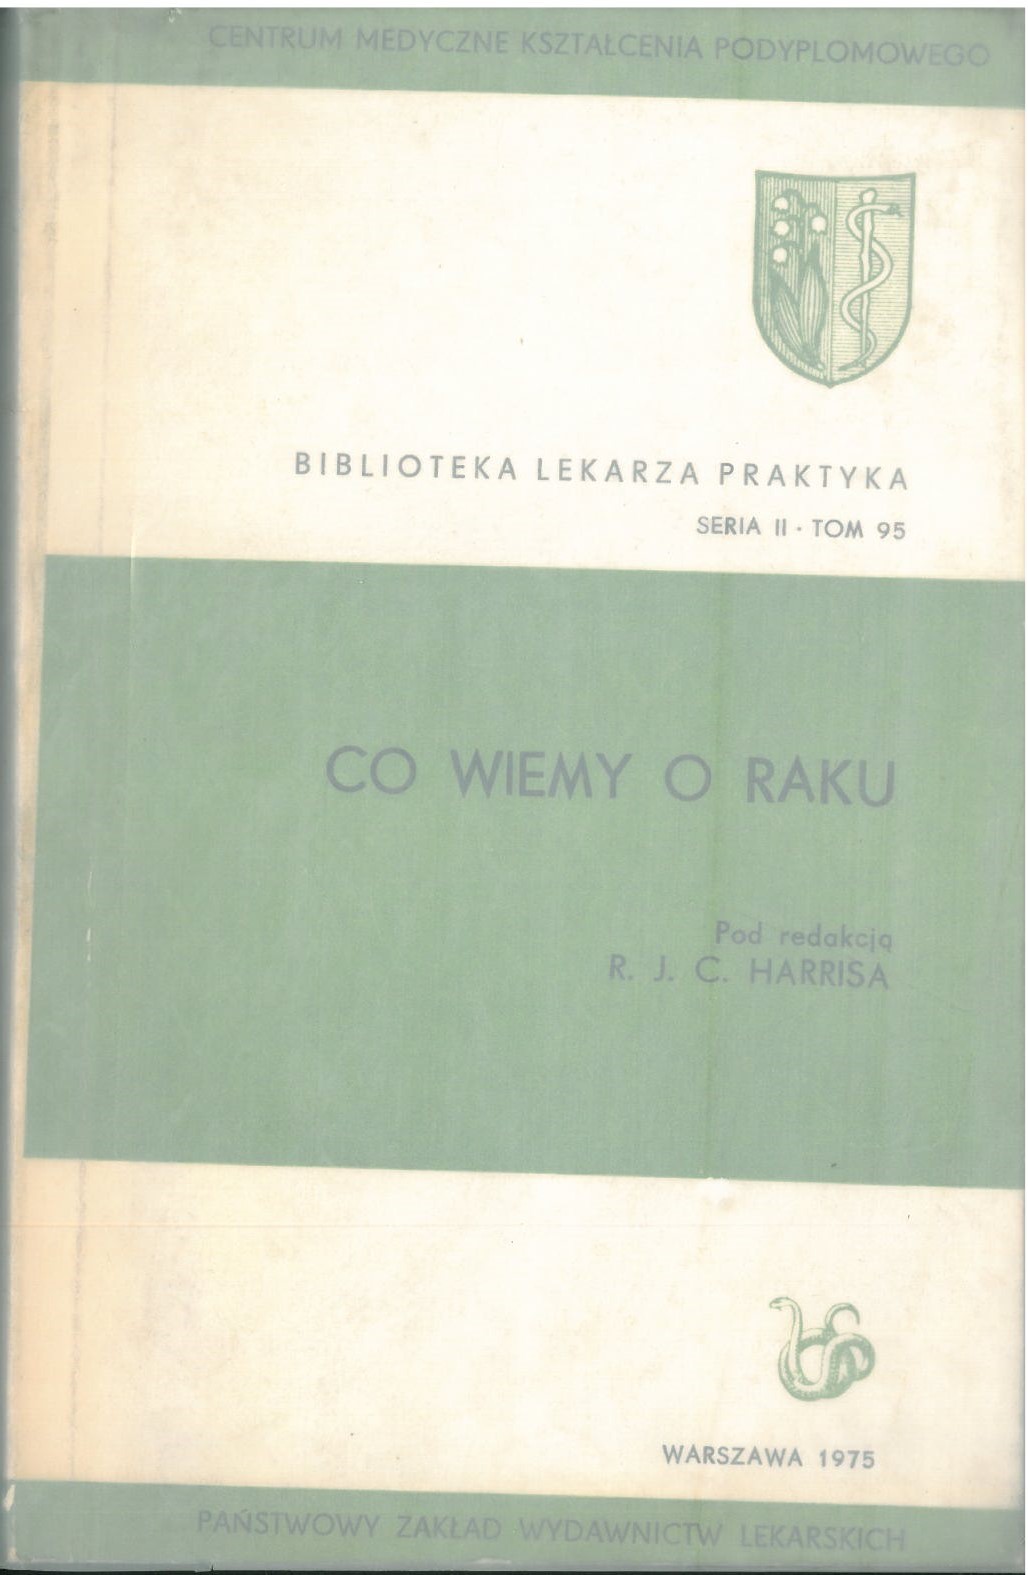 CENTRUM MEDYCZNE KSZTAŁCENIA PODYPLOMOWEGO
BIBLIOTEKA LEKARZA PRAKTYKA
SERIA II · TOM 95
CO WIEMY O RAKU
Pod redakcją
R. J. C. HARRISA
WARSZAWA 1975
PAŃSTWOWY ZAKŁAD WYDAWNICTW LEKARSKICH